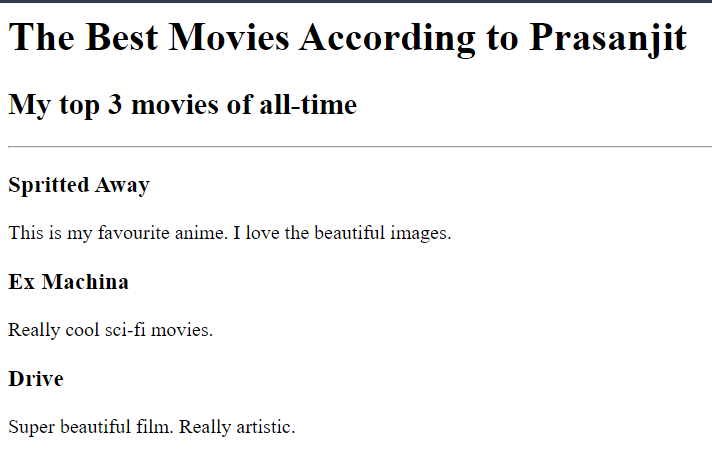 The Best Movies According to Prasanjit
My top 3 movies of all-time
Spritted Away
This is my favourite anime. I love the beautiful images.
Ex Machina
Really cool sci-fi movies.
Drive
Super beautiful film. Really artistic.